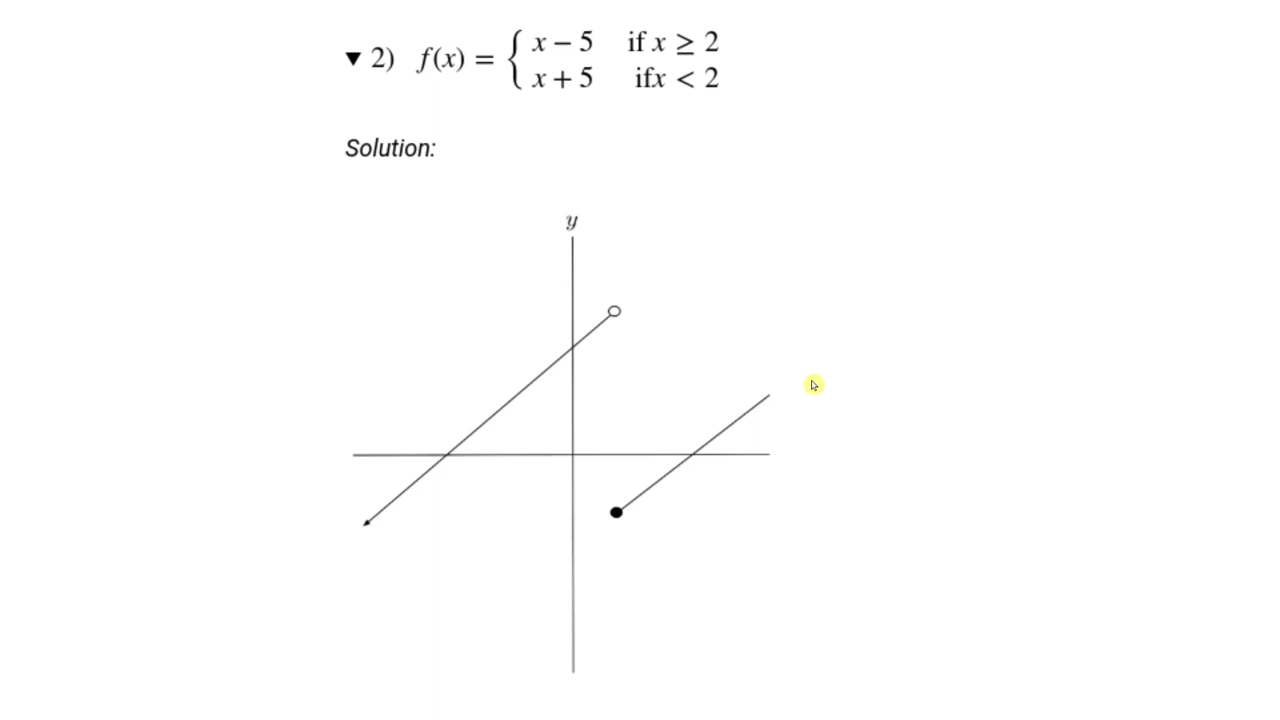 ▼ 2) f(x) = { x − 5 if x ≥ 2
x + 5 ifx < 2
Solution:
y